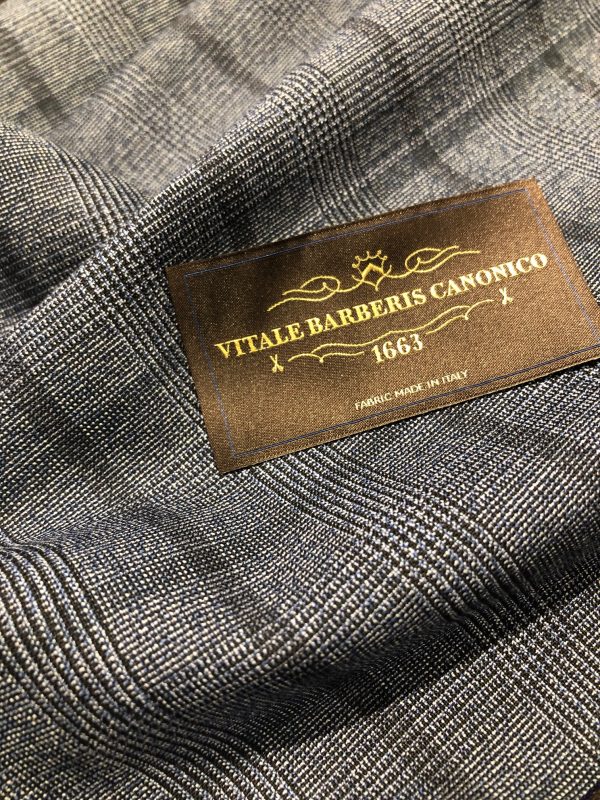 VITALE BARBERIS CANONICO
1663
FABRIC MADE IN ITALY